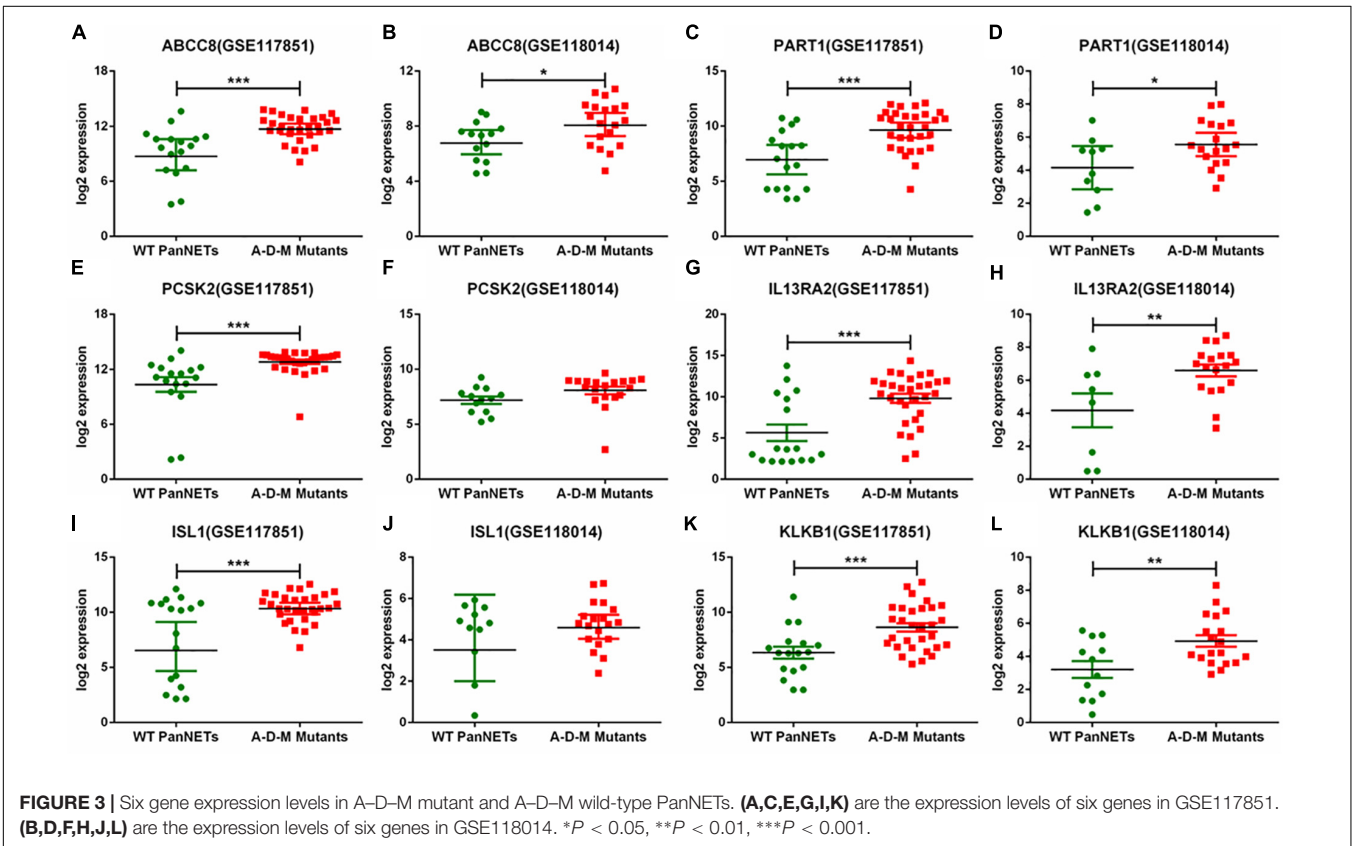 A
ABCC8(GSE117851)
18
12
6
0
log2 expression
***
WT PanNETs
A-D-M Mutants
B
ABCC8(GSE118014)
12
8
4
0
log2 expression
*
WT PanNETs
A-D-M Mutants
C
PART1(GSE117851)
15
10
5
0
log2 expression
***
WT PanNETs
A-D-M Mutants
D
PART1(GSE118014)
10
8
6
4
2
0
log2 expression
*
WT PanNETs
A-D-M Mutants
E
PCSK2(GSE117851)
18
12
6
0
log2 expression
***
WT PanNETs
A-D-M Mutants
F
PCSK2(GSE118014)
15
10
5
0
log2 expression
WT PanNETs
A-D-M Mutants
G
IL13RA2(GSE117851)
20
15
10
5
0
log2 expression
***
WT PanNETs
A-D-M Mutants
H
IL13RA2(GSE118014)
10
8
6
4
2
0
log2 expression
**
WT PanNETs
A-D-M Mutants
I
ISL1(GSE117851)
15
10
5
0
log2 expression
***
WT PanNETs
A-D-M Mutants
J
ISL1(GSE118014)
8
6
4
2
0
log2 expression
WT PanNETs
A-D-M Mutants
K
KLKB1(GSE117851)
15
10
5
0
log2 expression
***
WT PanNETs
A-D-M Mutants
L
KLKB1(GSE118014)
10
8
6
4
2
0
log2 expression
**
WT PanNETs
A-D-M Mutants
FIGURE 3 | Six gene expression levels in A–D–M mutant and A–D–M wild-type PanNETs. (A,C,E,G,I,K) are the expression levels of six genes in GSE117851.
(B,D,F,H,J,L) are the expression levels of six genes in GSE118014. *P < 0.05, **P < 0.01, ***P < 0.001.